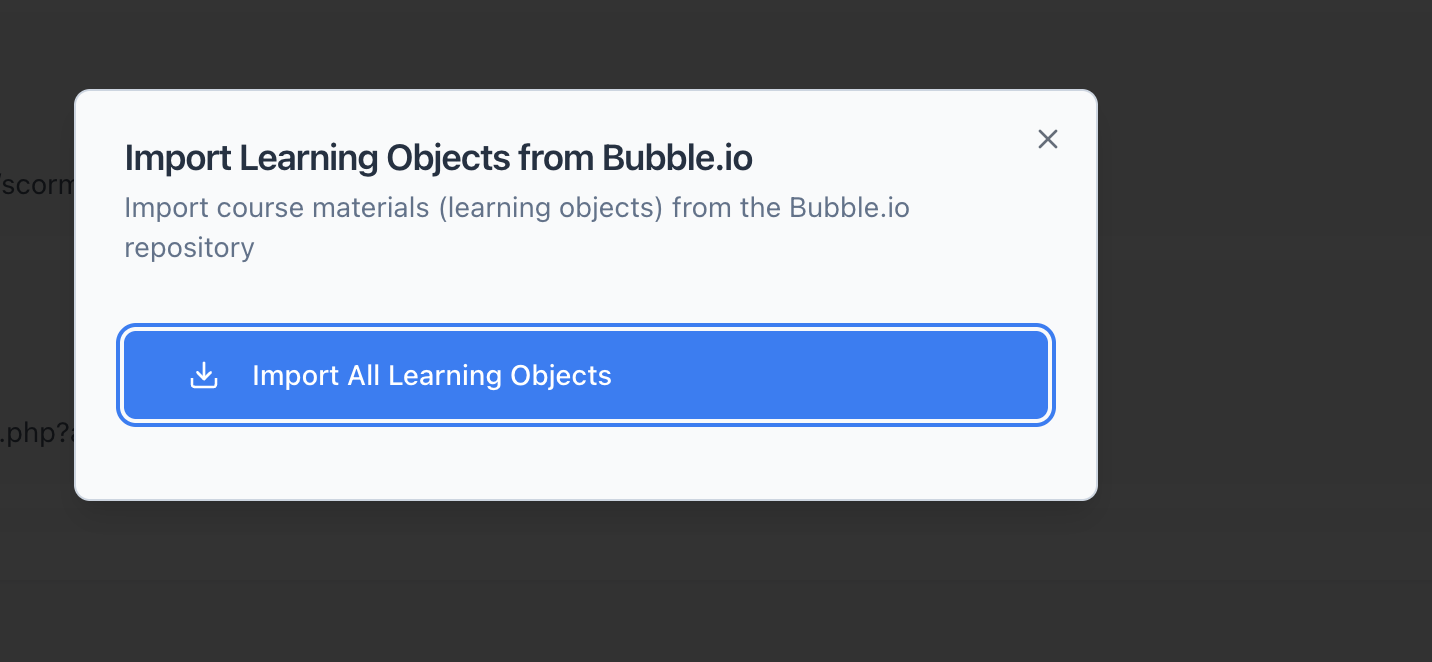 Import Learning Objects from Bubble.io
/scorm
Import course materials (learning objects) from the Bubble.io
repository
Import All Learning Objects
.php?a